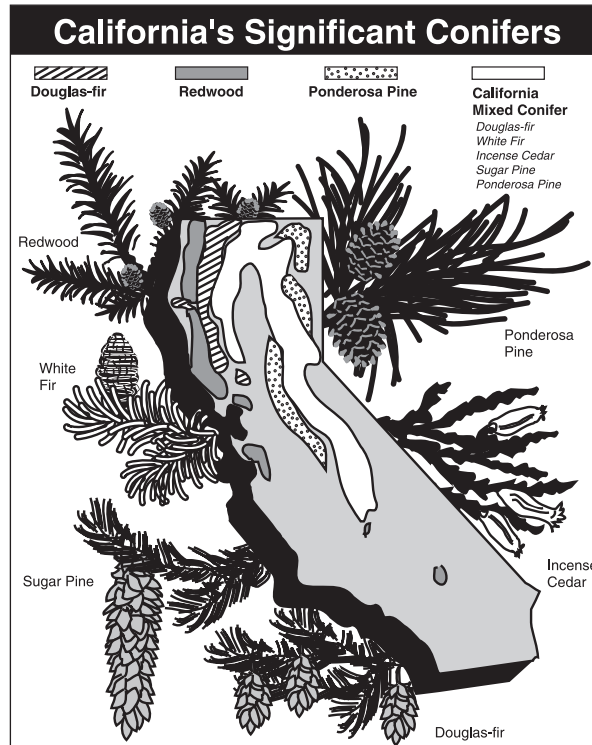 California's Significant Conifers
Douglas-fir
Redwood
Ponderosa Pine
California
Mixed Conifer
Douglas-fir
White Fir
Incense Cedar
Sugar Pine
Ponderosa Pine
Redwood
Ponderosa
Pine
White
Fir
Incense
Cedar
Sugar Pine
Douglas-fir